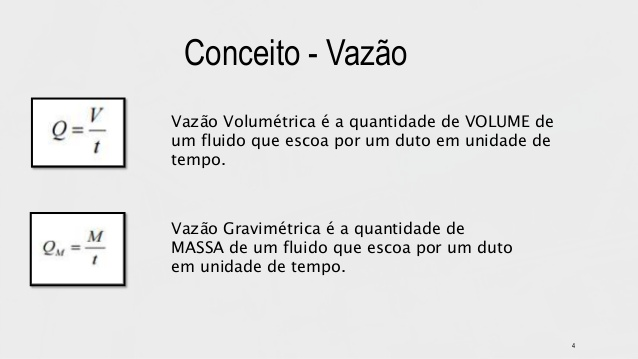 Conceito - Vazão
Q = V/t
Vazão Volumétrica é a quantidade de VOLUME de
um fluido que escoa por um duto em unidade de
tempo.
Q_M = M/t
Vazão Gravimétrica é a quantidade de
MASSA de um fluido que escoa por um duto
em unidade de tempo.
4